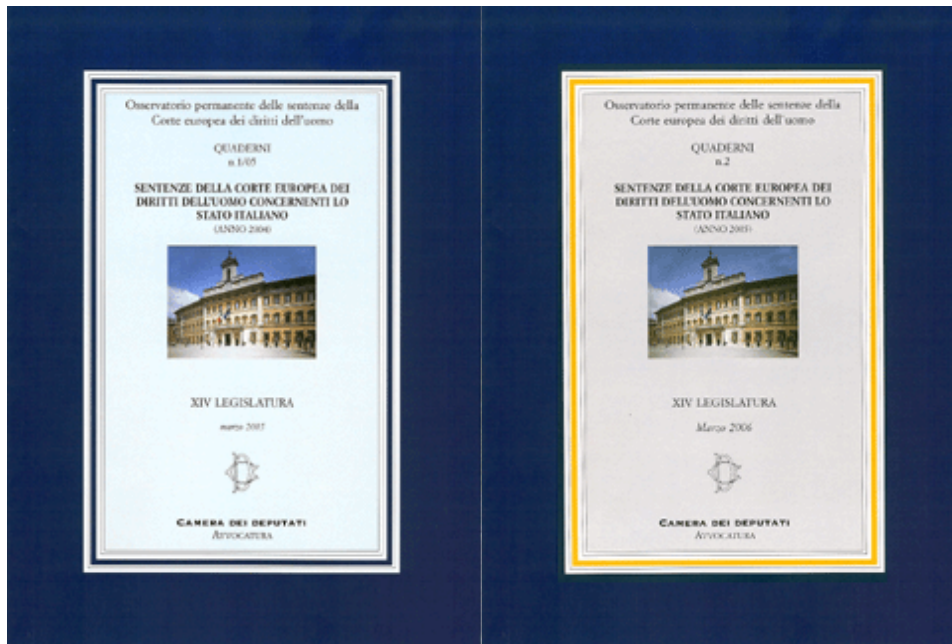 Osservatorio permanente delle sentenze della
Corte europea dei diritti dell'uomo
QUADERNI
n.1/05
SENTENZE DELLA CORTE EUROPEA DEI
DIRITTI DELL'UOMO CONCERNENTI LO
STATO ITALIANO
(ANNO 2004)
XIV LEGISLATURA
marzo 2005
CAMERA DEI DEPUTATI
AVVOCATURA
Osservatorio permanente delle sentenze della
Corte europea dei diritti dell'uomo
QUADERNI
n.2
SENTENZE DELLA CORTE EUROPEA DEI
DIRITTI DELL'UOMO CONCERNENTI LO
STATO ITALIANO
(ANNO 2005)
XIV LEGISLATURA
Marzo 2006
CAMERA DEI DEPUTATI
AVVOCATURA